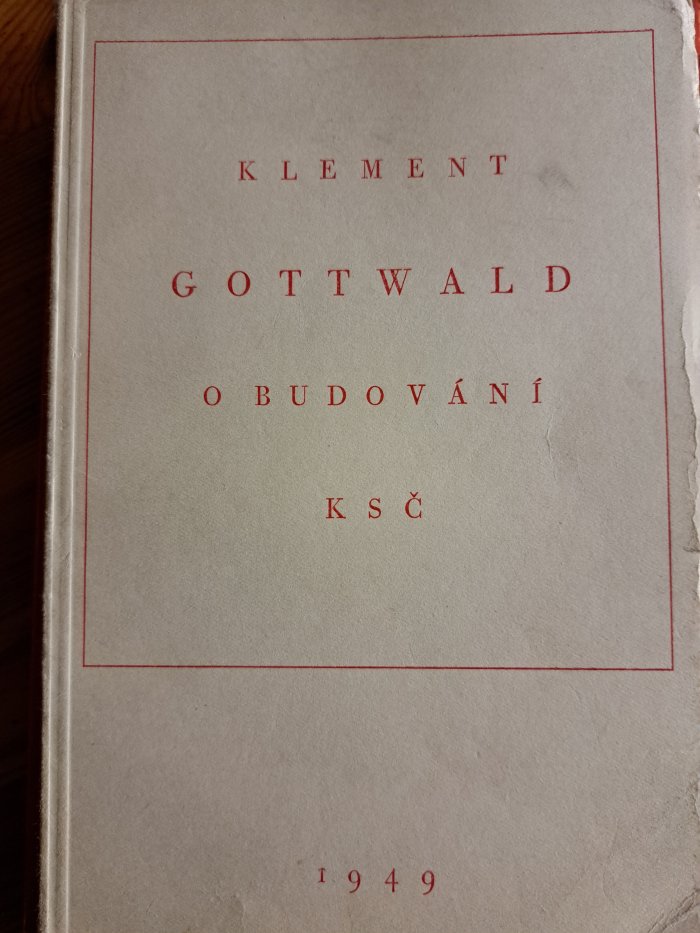 KLEMENT
GOTTWALD
O BUDOVÁNÍ
KSČ
1949